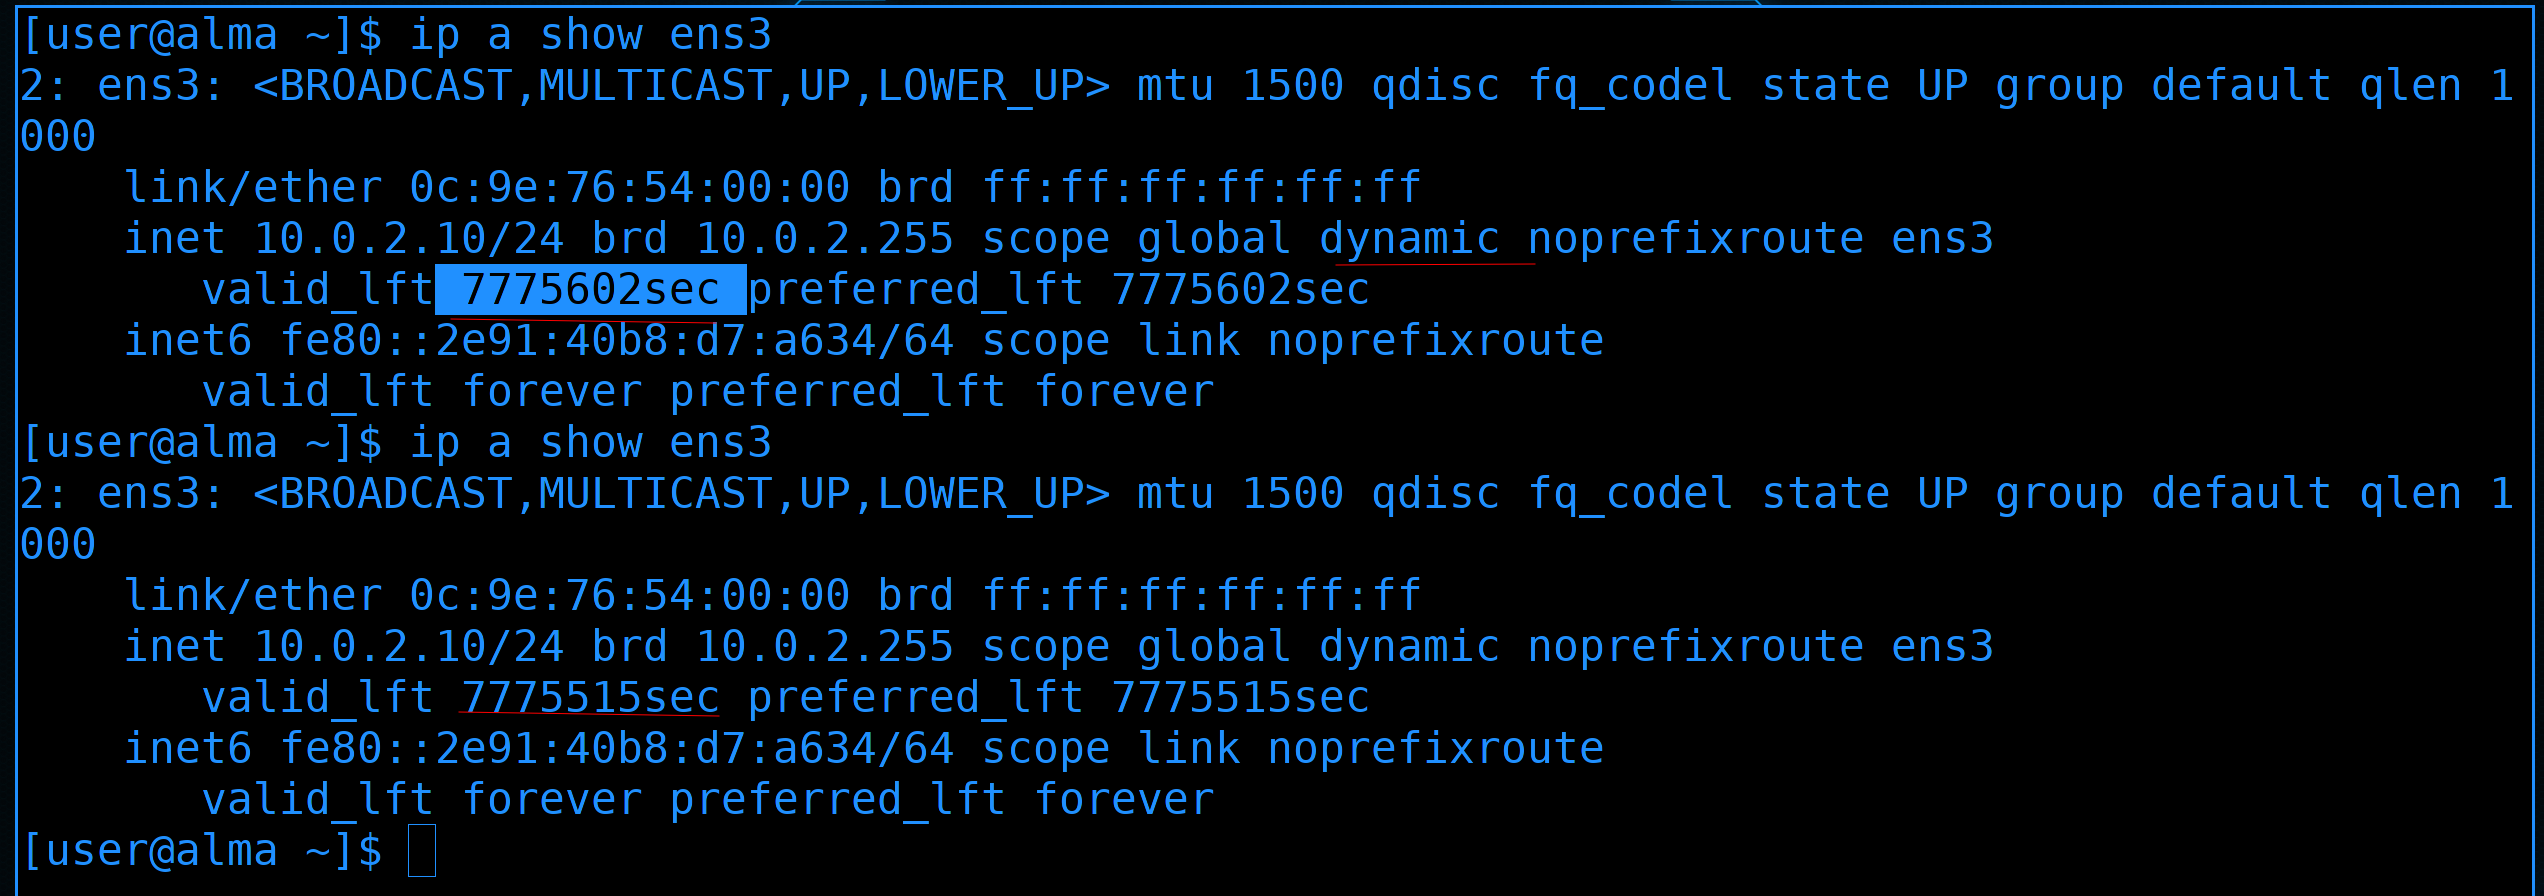 [user@alma ~]$ ip a show ens3
2: ens3: <BROADCAST,MULTICAST,UP,LOWER_UP> mtu 1500 qdisc fq_codel state UP group default qlen 1
000
    link/ether 0c:9e:76:54:00:00 brd ff:ff:ff:ff:ff:ff
    inet 10.0.2.10/24 brd 10.0.2.255 scope global dynamic noprefixroute ens3
       valid_lft 7775602sec preferred_lft 7775602sec
    inet6 fe80::2e91:40b8:d7:a634/64 scope link noprefixroute
       valid_lft forever preferred_lft forever
[user@alma ~]$ ip a show ens3
2: ens3: <BROADCAST,MULTICAST,UP,LOWER_UP> mtu 1500 qdisc fq_codel state UP group default qlen 1
000
    link/ether 0c:9e:76:54:00:00 brd ff:ff:ff:ff:ff:ff
    inet 10.0.2.10/24 brd 10.0.2.255 scope global dynamic noprefixroute ens3
       valid_lft 7775515sec preferred_lft 7775515sec
    inet6 fe80::2e91:40b8:d7:a634/64 scope link noprefixroute
       valid_lft forever preferred_lft forever
[user@alma ~]$